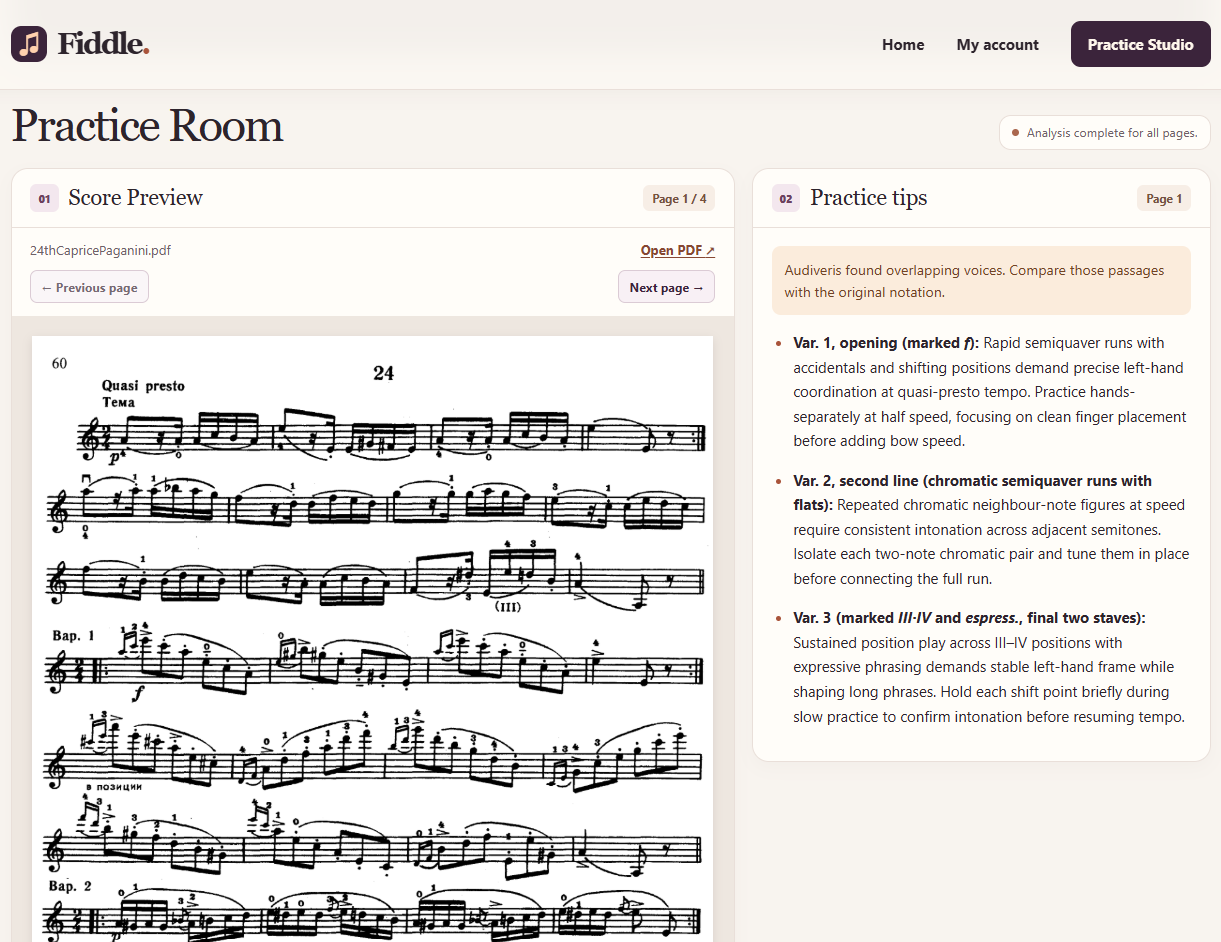 Fiddle.
Home
My account
Practice Studio
Practice Room
Analysis complete for all pages.
01
Score Preview
Page 1 / 4
24thCapricePaganini.pdf
Open PDF ↗
← Previous page
Next page →
60
24
Quasi presto
Тема
p
(III)
Вар. 1
f
в позиции
Вар. 2
p
02
Practice tips
Page 1
Audiveris found overlapping voices. Compare those passages
with the original notation.
• Var. 1, opening (marked f): Rapid semiquaver runs with
accidentals and shifting positions demand precise left-hand
coordination at quasi-presto tempo. Practice hands-
separately at half speed, focusing on clean finger placement
before adding bow speed.
• Var. 2, second line (chromatic semiquaver runs with
flats): Repeated chromatic neighbour-note figures at speed
require consistent intonation across adjacent semitones.
Isolate each two-note chromatic pair and tune them in place
before connecting the full run.
• Var. 3 (marked III-IV and espress., final two staves):
Sustained position play across III–IV positions with
expressive phrasing demands stable left-hand frame while
shaping long phrases. Hold each shift point briefly during
slow practice to confirm intonation before resuming tempo.